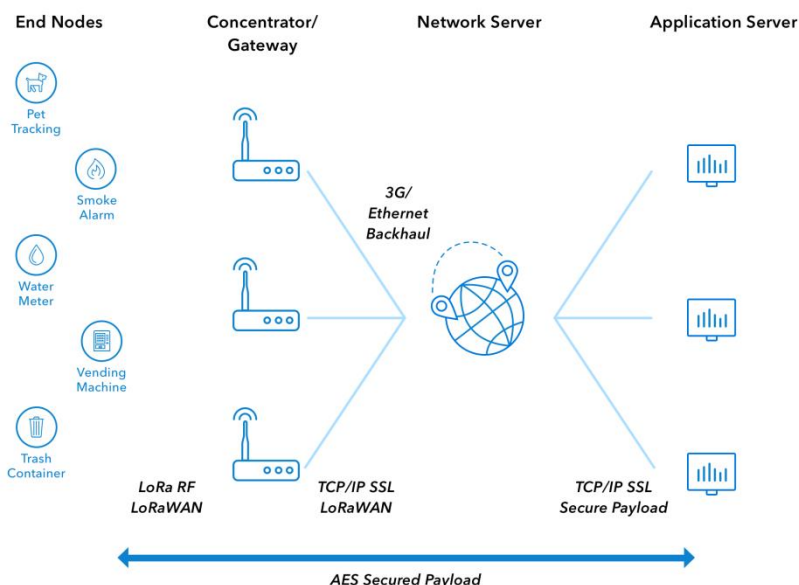 End Nodes
Concentrator/
Gateway
Network Server
Application Server
Pet
Tracking
Smoke
Alarm
Water
Meter
Vending
Machine
Trash
Container
3G/
Ethernet
Backhaul
LoRa RF
LoRaWAN
TCP/IP SSL
LoRaWAN
TCP/IP SSL
Secure Payload
AES Secured Payload